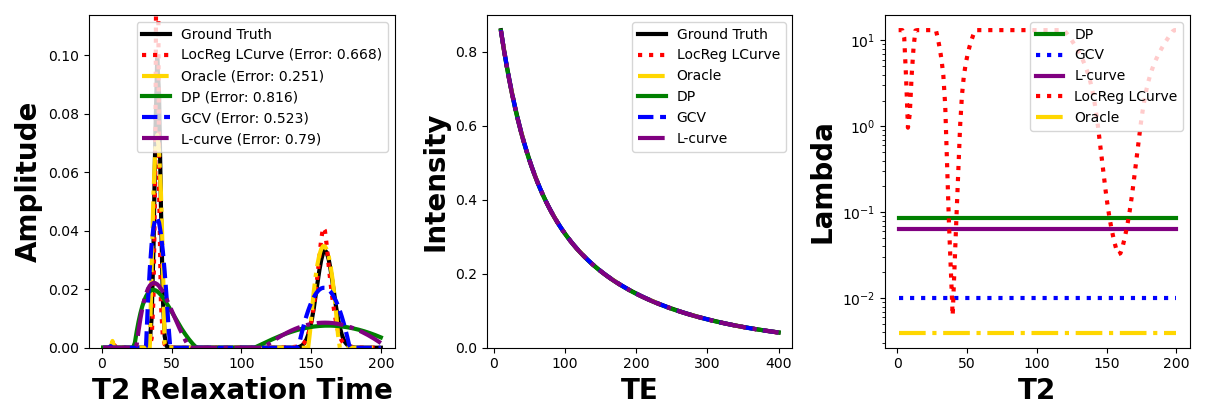 Amplitude
0.10
0.08
0.06
0.04
0.02
0.00
Ground Truth
LocReg LCurve (Error: 0.668)
Oracle (Error: 0.251)
DP (Error: 0.816)
GCV (Error: 0.523)
L-curve (Error: 0.79)
0 50 100 150 200
T2 Relaxation Time
Intensity
0.8
0.6
0.4
0.2
0.0
Ground Truth
LocReg LCurve
Oracle
DP
GCV
L-curve
0 100 200 300 400
TE
Lambda
10¹
10⁰
10⁻¹
10⁻²
DP
GCV
L-curve
LocReg LCurve
Oracle
0 50 100 150 200
T2